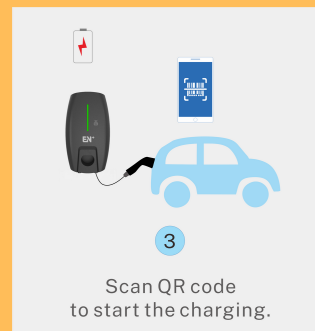 EN+
3
Scan QR code
to start the charging.